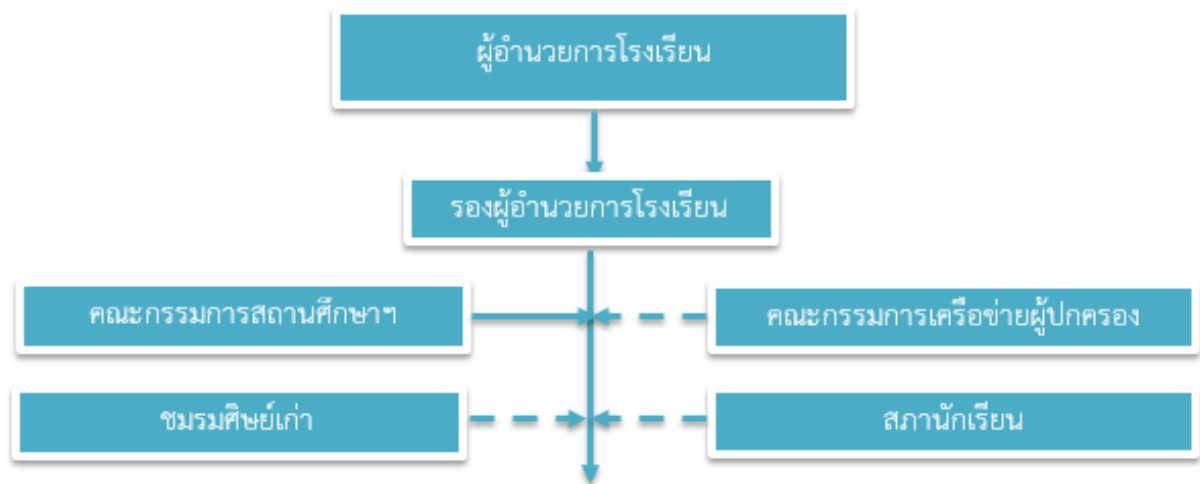 ผู้อำนวยการโรงเรียน
รองผู้อำนวยการโรงเรียน
คณะกรรมการสถานศึกษาฯ
คณะกรรมการเครือข่ายผู้ปกครอง
ชมรมศิษย์เก่า
สภานักเรียน